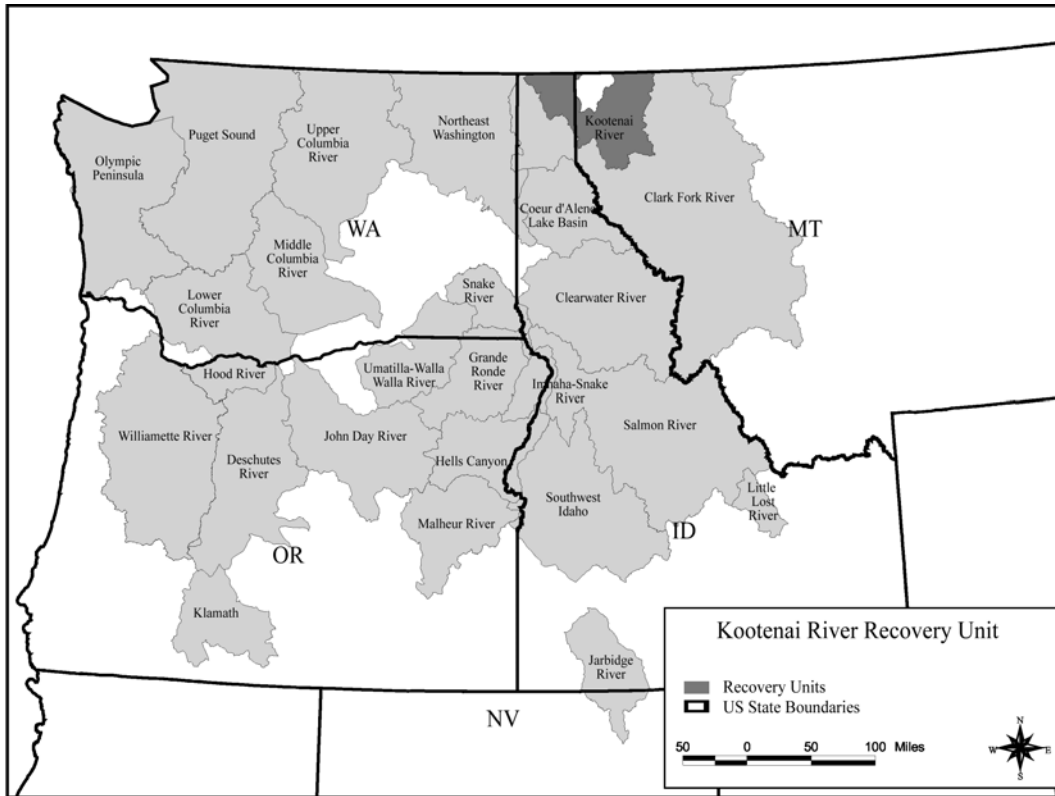 Olympic
Peninsula
Puget Sound
Upper
Columbia
River
Northeast
Washington
Kootenai
River
Clark Fork River
MT
WA
Coeur d'Alene
Lake Basin
Middle
Columbia
River
Lower
Columbia
River
Snake
River
Clearwater River
Hood River
Umatilla-Walla
Walla River
Grande
Ronde
River
Imnaha-Snake
River
Salmon River
Williamette River
Deschutes
River
John Day River
Hells Canyon
Malheur River
Southwest
Idaho
Little
Lost
River
ID
OR
Klamath
Jarbidge
River
NV
Kootenai River Recovery Unit
Recovery Units
US State Boundaries
50 0 50 100 Miles
N
W E
S